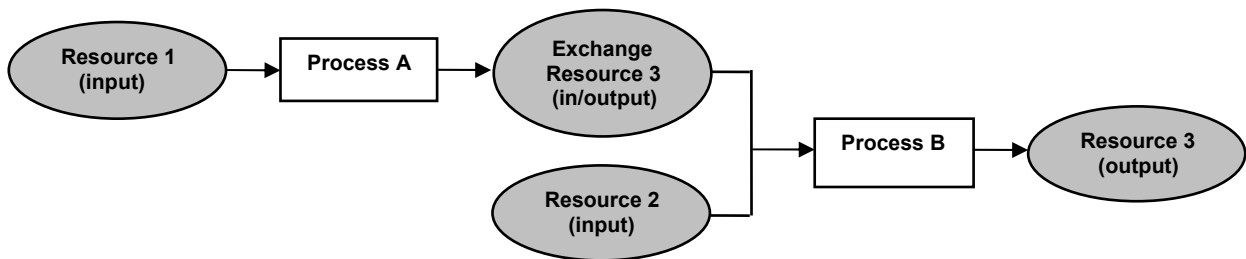 Resource 1
(input)
Process A
Exchange
Resource 3
(in/output)
Resource 2
(input)
Process B
Resource 3
(output)